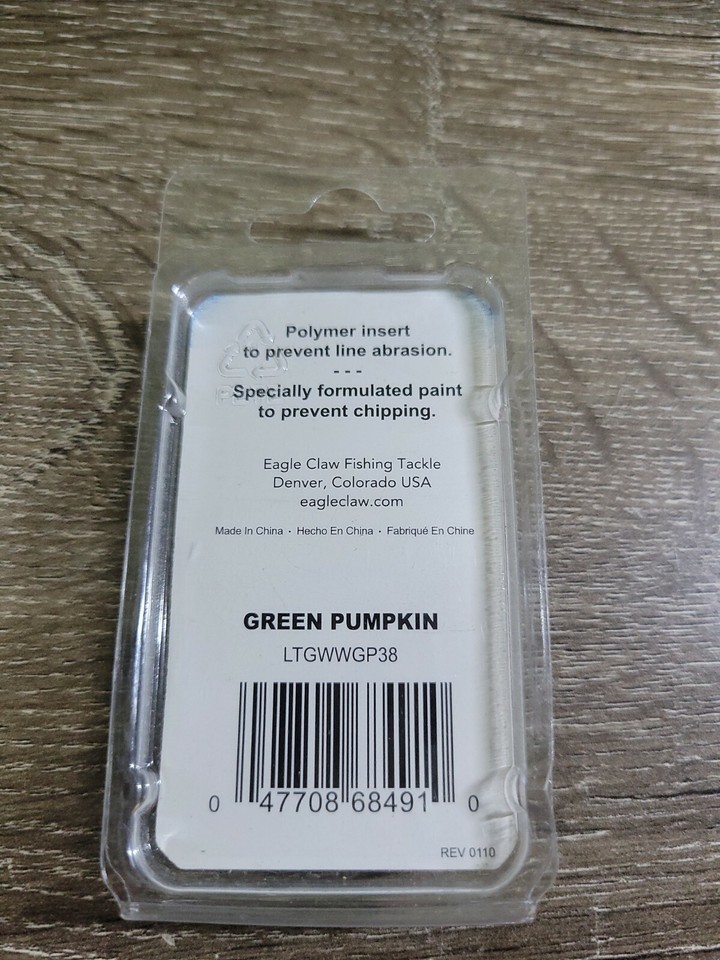 Polymer insert
to prevent line abrasion.
- - -
Specially formulated paint
to prevent chipping.
Eagle Claw Fishing Tackle
Denver, Colorado USA
eagleclaw.com
Made In China · Hecho En China · Fabriqué En Chine
GREEN PUMPKIN
LTGWWGP38
0 47708 68491 0
REV 0110